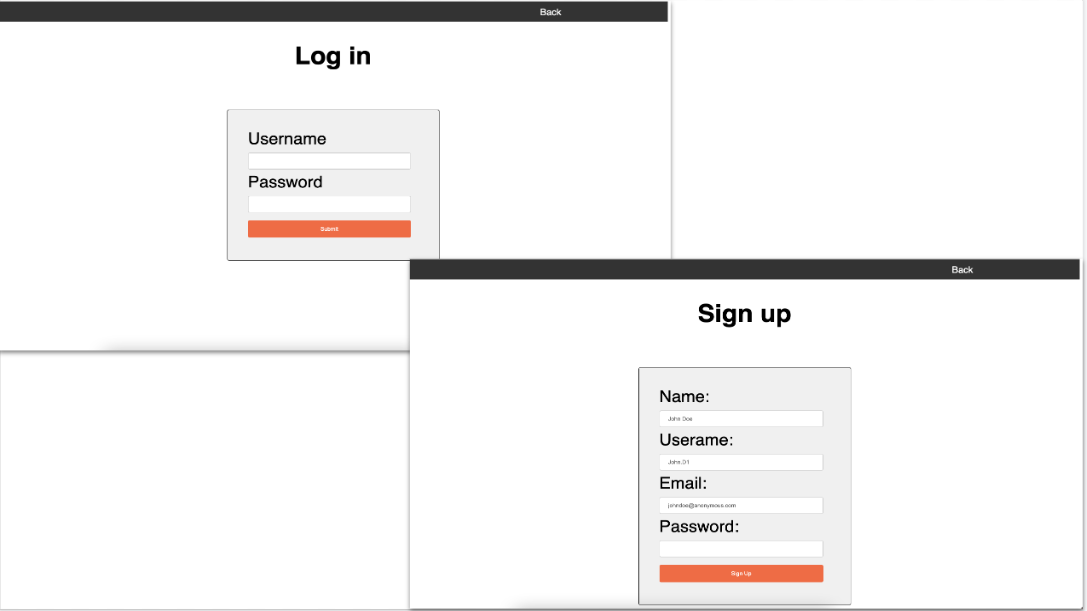 Back
Log in
Username
Password
Submit
Back
Sign up
Name:
John Doe
Userame:
John.01
Email:
johndoe@ananymous.com
Password:
Sign Up